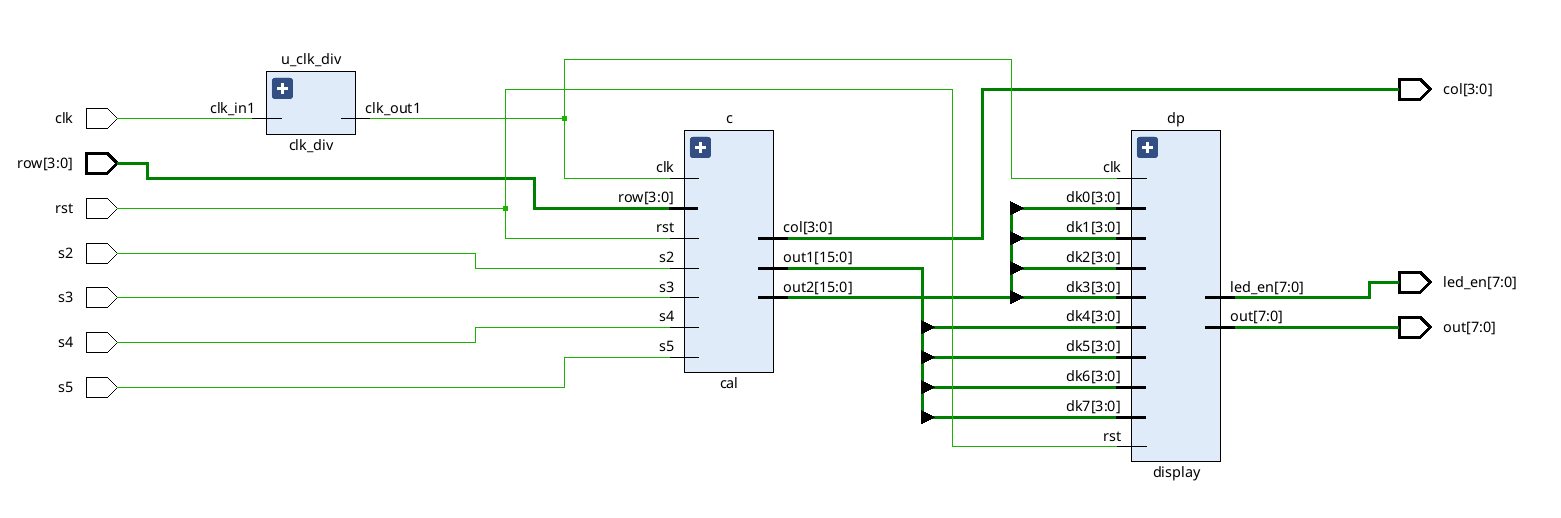 u_clk_div
clk
clk_in1
clk_out1
clk_div
row[3:0]
rst
s2
s3
s4
s5
c
clk
row[3:0]
rst
s2
s3
s4
s5
col[3:0]
out1[15:0]
out2[15:0]
cal
dp
clk
dk0[3:0]
dk1[3:0]
dk2[3:0]
dk3[3:0]
dk4[3:0]
dk5[3:0]
dk6[3:0]
dk7[3:0]
rst
led_en[7:0]
out[7:0]
display
col[3:0]
led_en[7:0]
out[7:0]